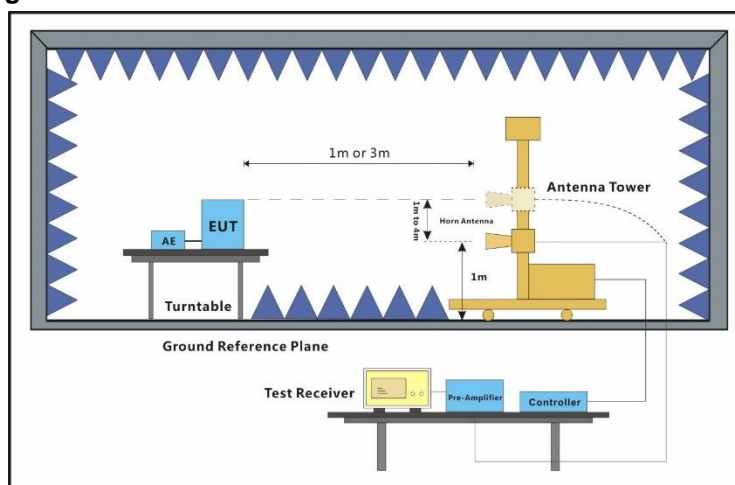 1m or 3m
Antenna Tower
1m to 4m
Horn Antenna
EUT
AE
1m
Turntable
Ground Reference Plane
Test Receiver
Pre-Amplifier
Controller